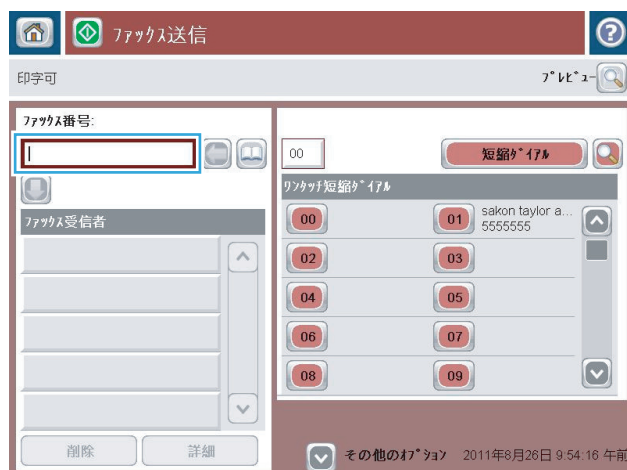 ﾌｧｯｸｽ送信
印字可
ﾌﾟﾚﾋﾞｭｰ
ﾌｧｯｸｽ番号:
00
短縮ﾀﾞｲｱﾙ
ﾜﾝﾀｯﾁ短縮ﾀﾞｲｱﾙ
ﾌｧｯｸｽ受信者
00
01 sakon taylor a...
5555555
02
03
04
05
06
07
08
09
削除
詳細
その他のｵﾌﾟｼｮﾝ
2011年8月26日 9:54:16 午前